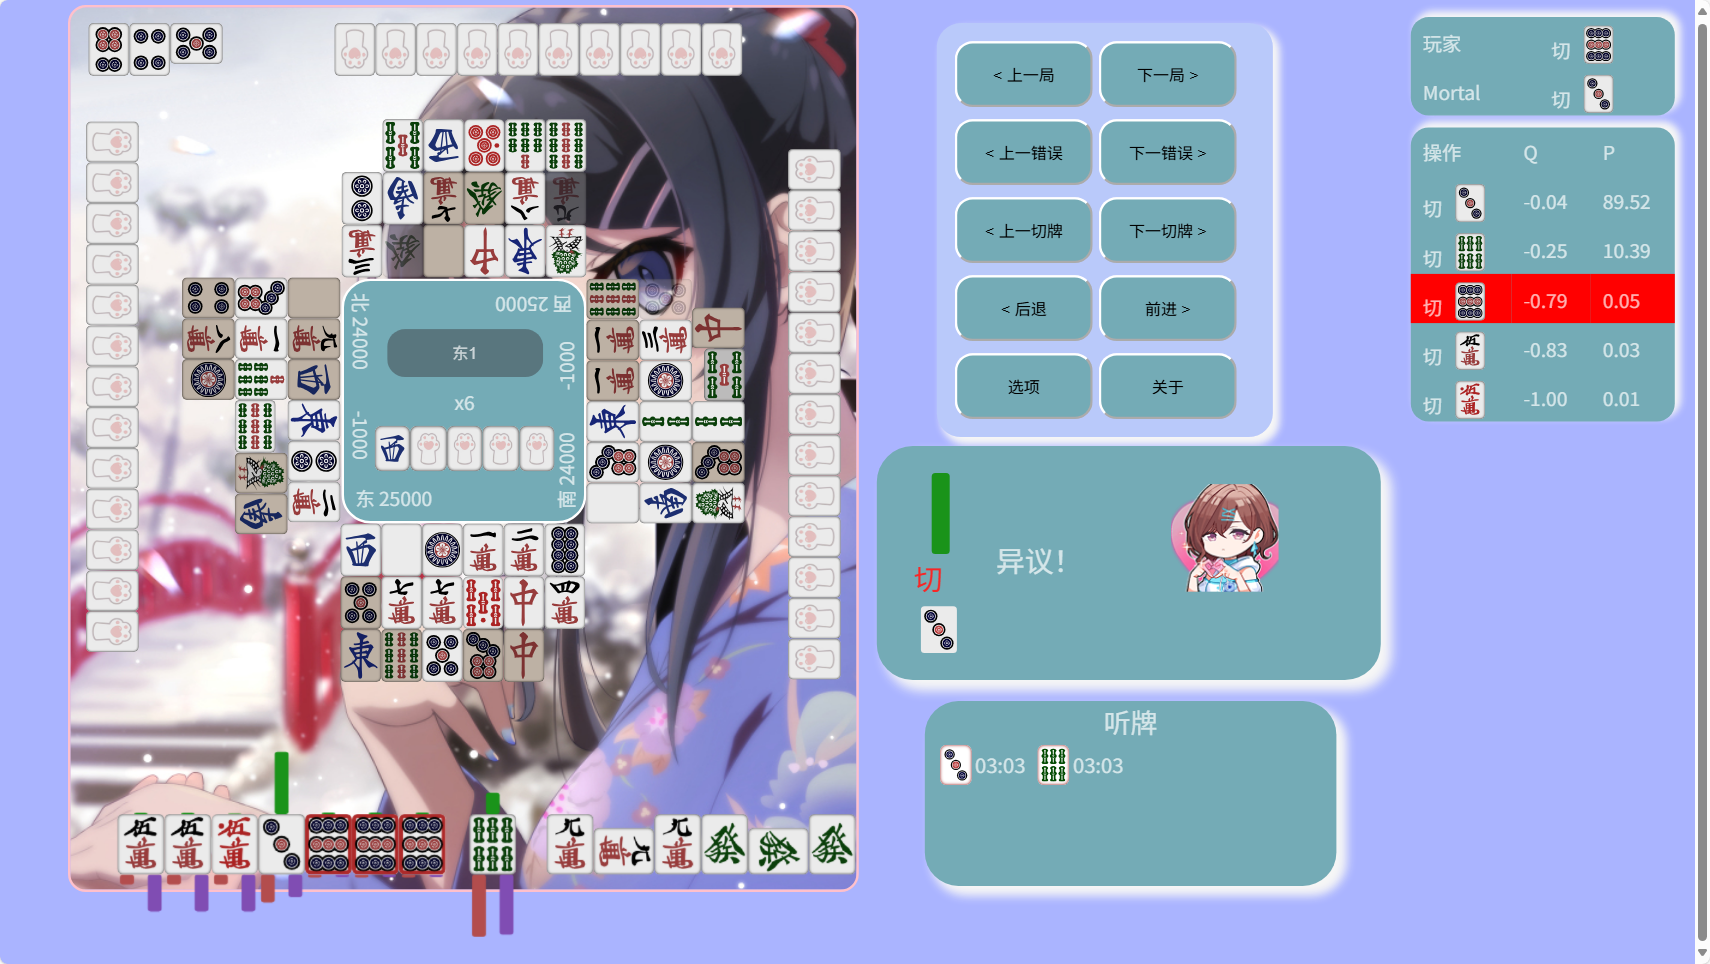 北 24000
西 25000
-1000
东1
x6
-1000
东 25000
南 24000
< 上一局
下一局 >
< 上一错误
下一错误 >
< 上一切牌
下一切牌 >
< 后退
前进 >
选项
关于
玩家 切
Mortal 切
操作 Q P
切 -0.04 89.52
切 -0.25 10.39
切 -0.79 0.05
切 -0.83 0.03
切 -1.00 0.01
切
异议！
听牌
03:03 03:03